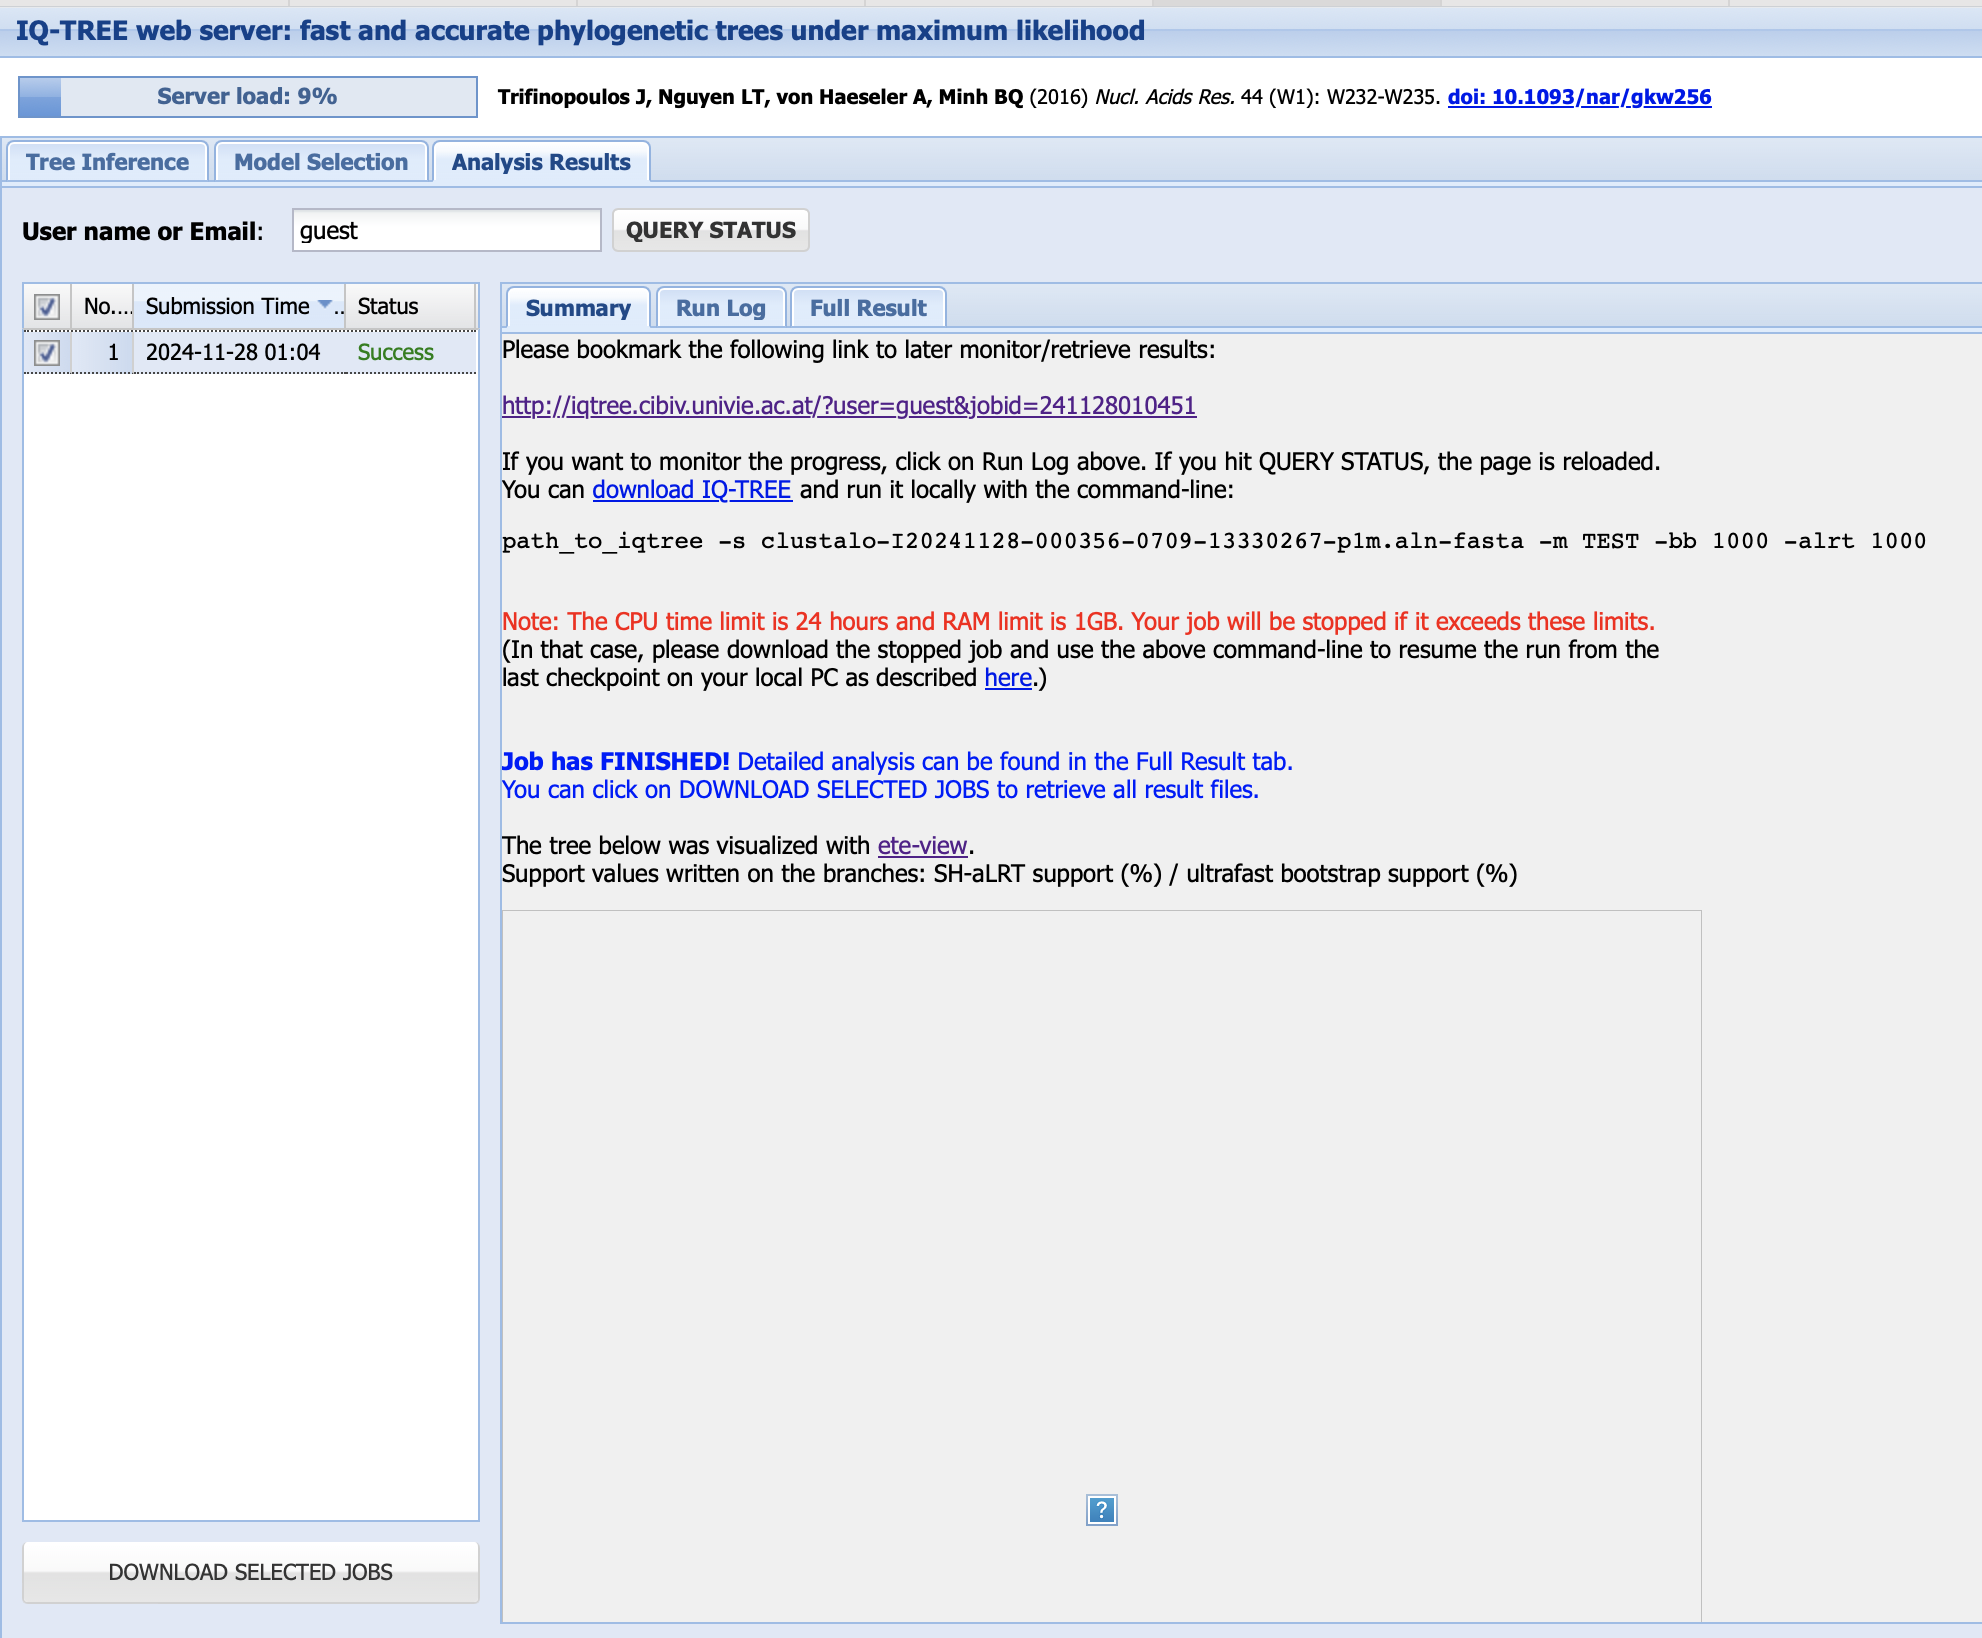 IQ-TREE web server: fast and accurate phylogenetic trees under maximum likelihood
Server load: 9%
Trifinopoulos J, Nguyen LT, von Haeseler A, Minh BQ (2016) Nucl. Acids Res. 44 (W1): W232-W235. doi: 10.1093/nar/gkw256
Tree Inference
Model Selection
Analysis Results
User name or Email:
guest
QUERY STATUS
No....
Submission Time
..
Status
1
2024-11-28 01:04
Success
Summary
Run Log
Full Result
Please bookmark the following link to later monitor/retrieve results:
http://iqtree.cibiv.univie.ac.at/?user=guest&jobid=241128010451
If you want to monitor the progress, click on Run Log above. If you hit QUERY STATUS, the page is reloaded.
You can download IQ-TREE and run it locally with the command-line:
path_to_iqtree -s clustalo-I20241128-000356-0709-13330267-p1m.aln-fasta -m TEST -bb 1000 -alrt 1000
Note: The CPU time limit is 24 hours and RAM limit is 1GB. Your job will be stopped if it exceeds these limits.
(In that case, please download the stopped job and use the above command-line to resume the run from the
last checkpoint on your local PC as described here.)
Job has FINISHED! Detailed analysis can be found in the Full Result tab.
You can click on DOWNLOAD SELECTED JOBS to retrieve all result files.
The tree below was visualized with ete-view.
Support values written on the branches: SH-aLRT support (%) / ultrafast bootstrap support (%)
?
DOWNLOAD SELECTED JOBS